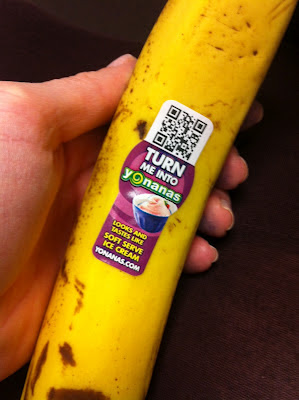 TURN
ME INTO
yonanas
LOOKS AND
TASTES LIKE
SOFT SERVE
ICE CREAM
YONANAS.COM